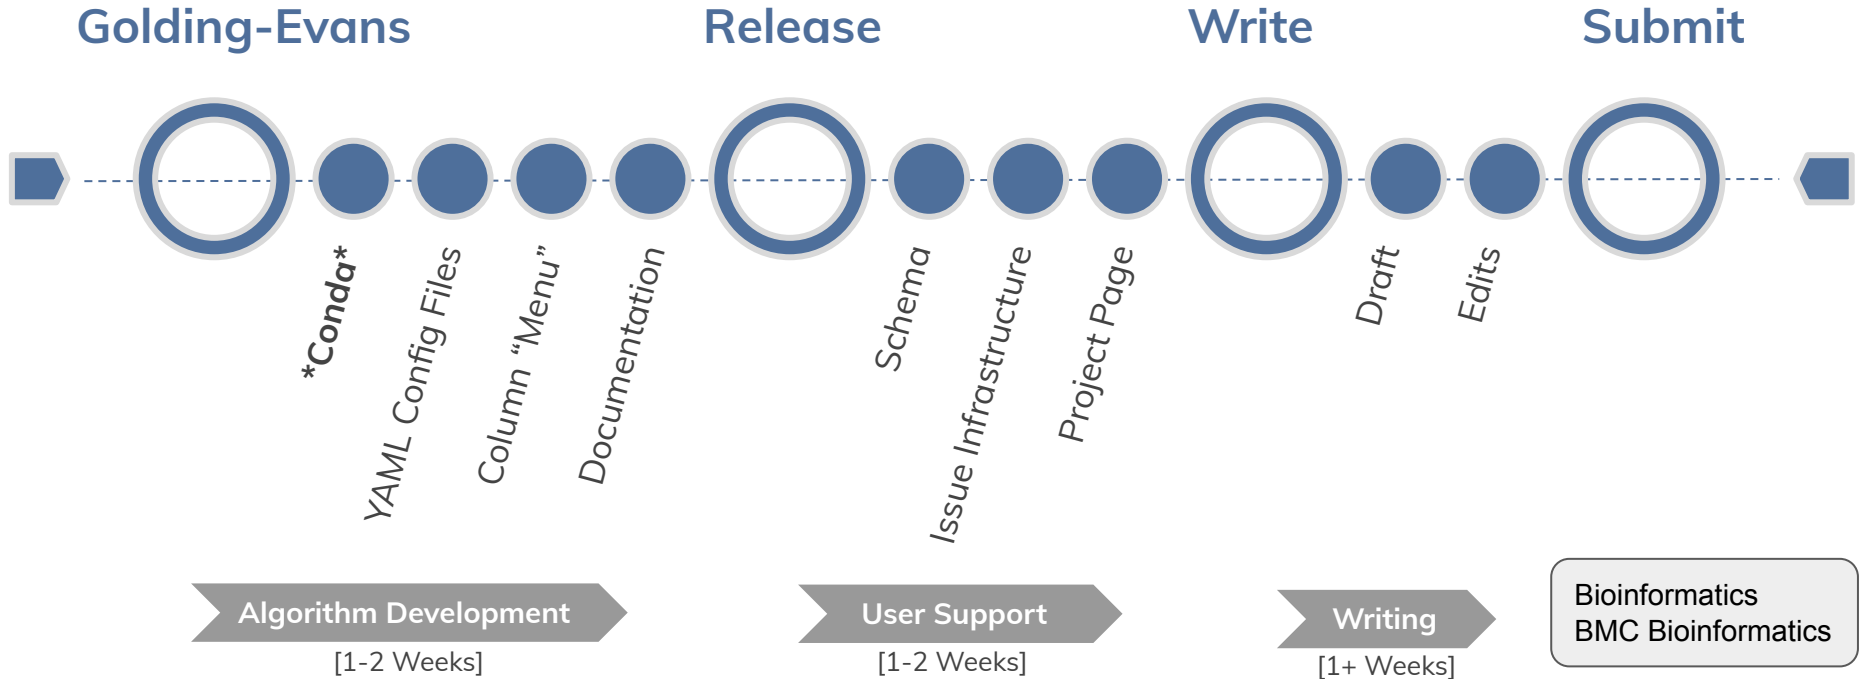 Golding-Evans
Release
Write
Submit
*Conda*
YAML Config Files
Column “Menu”
Documentation
Schema
Issue Infrastructure
Project Page
Draft
Edits
Algorithm Development
[1-2 Weeks]
User Support
[1-2 Weeks]
Writing
[1+ Weeks]
Bioinformatics
BMC Bioinformatics